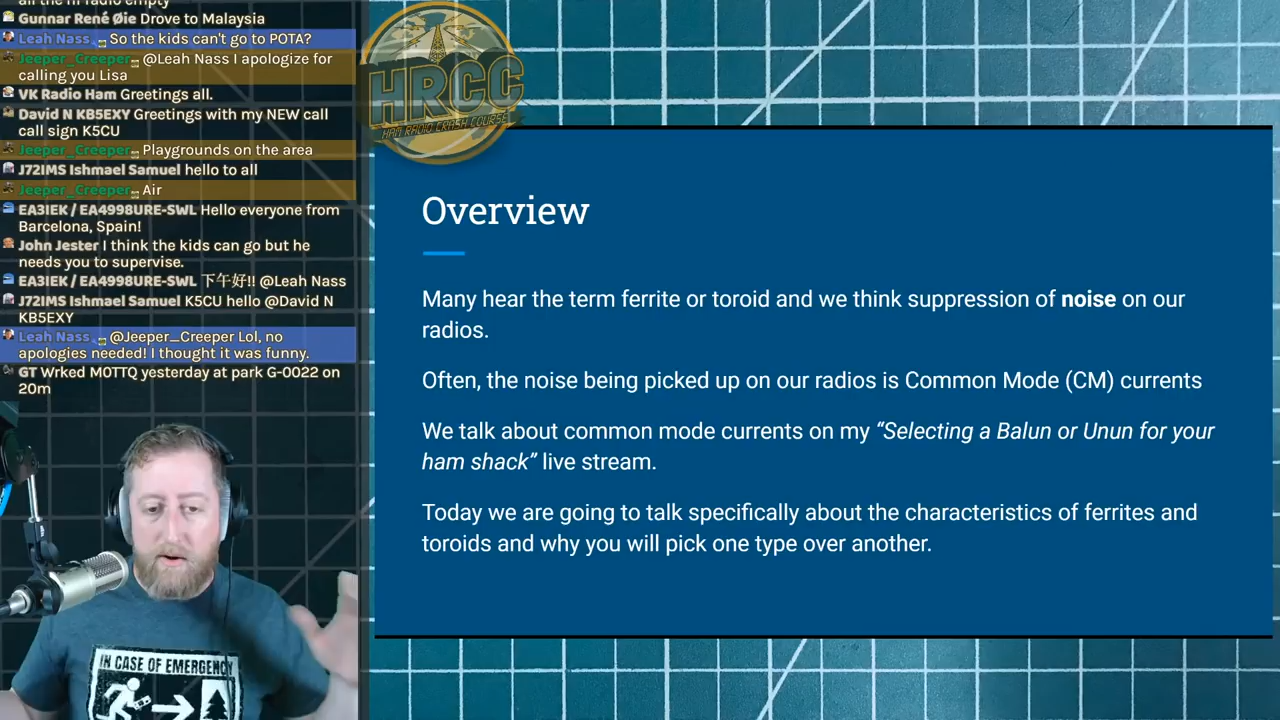 all the hf radio empty
Gunnar René Øie Drove to Malaysia
Leah Nass So the kids can't go to POTA?
Jeeper_Creeper @Leah Nass I apologize for
calling you Lisa
VK Radio Ham Greetings all.
David N KB5EXY Greetings with my NEW call
call sign K5CU
Jeeper_Creeper Playgrounds on the area
J72IMS Ishmael Samuel hello to all
Jeeper_Creeper Air
EA3IEK / EA4998URE-SWL Hello everyone from
Barcelona, Spain!
John Jester I think the kids can go but he
needs you to supervise.
EA3IEK / EA4998URE-SWL 下午好!! @Leah Nass
J72IMS Ishmael Samuel K5CU hello @David N
KB5EXY
Leah Nass @Jeeper_Creeper Lol, no
apologies needed! I thought it was funny.
GT Wrked M0TTQ yesterday at park G-0022 on
20m
HRCC
HAM RADIO CRASH COURSE
Overview
Many hear the term ferrite or toroid and we think suppression of noise on our
radios.
Often, the noise being picked up on our radios is Common Mode (CM) currents
We talk about common mode currents on my “Selecting a Balun or Unun for your
ham shack” live stream.
Today we are going to talk specifically about the characteristics of ferrites and
toroids and why you will pick one type over another.
IN CASE OF EMERGENCY